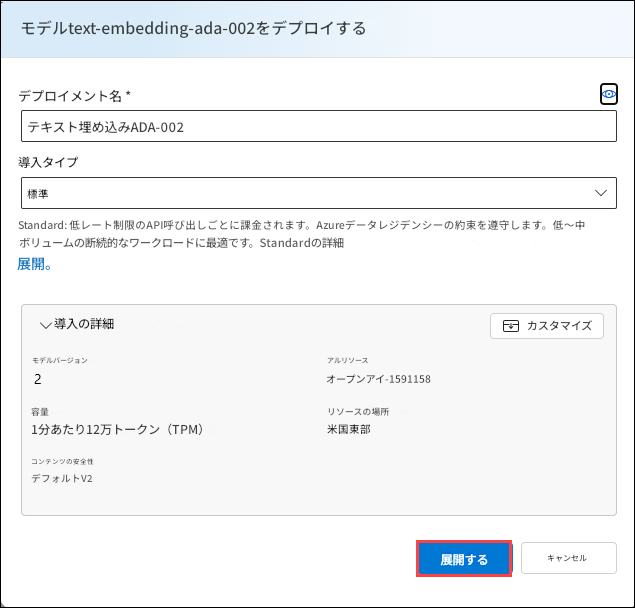 モデルtext-embedding-ada-002をデプロイする
デプロイメント名 *
テキスト埋め込みADA-002
導入タイプ
標準
Standard: 低レート制限のAPI呼び出しごとに課金されます。Azureデータレジデンシーの約束を遵守します。低～中
ボリュームの断続的なワークロードに最適です。Standardの詳細
展開。
導入の詳細
カスタマイズ
モデルバージョン
アルリソース
2
オープンアイ-1591158
容量
リソースの場所
1分あたり12万トークン（TPM）
米国東部
コンテンツの安全性
デフォルトV2
展開する
キャンセル